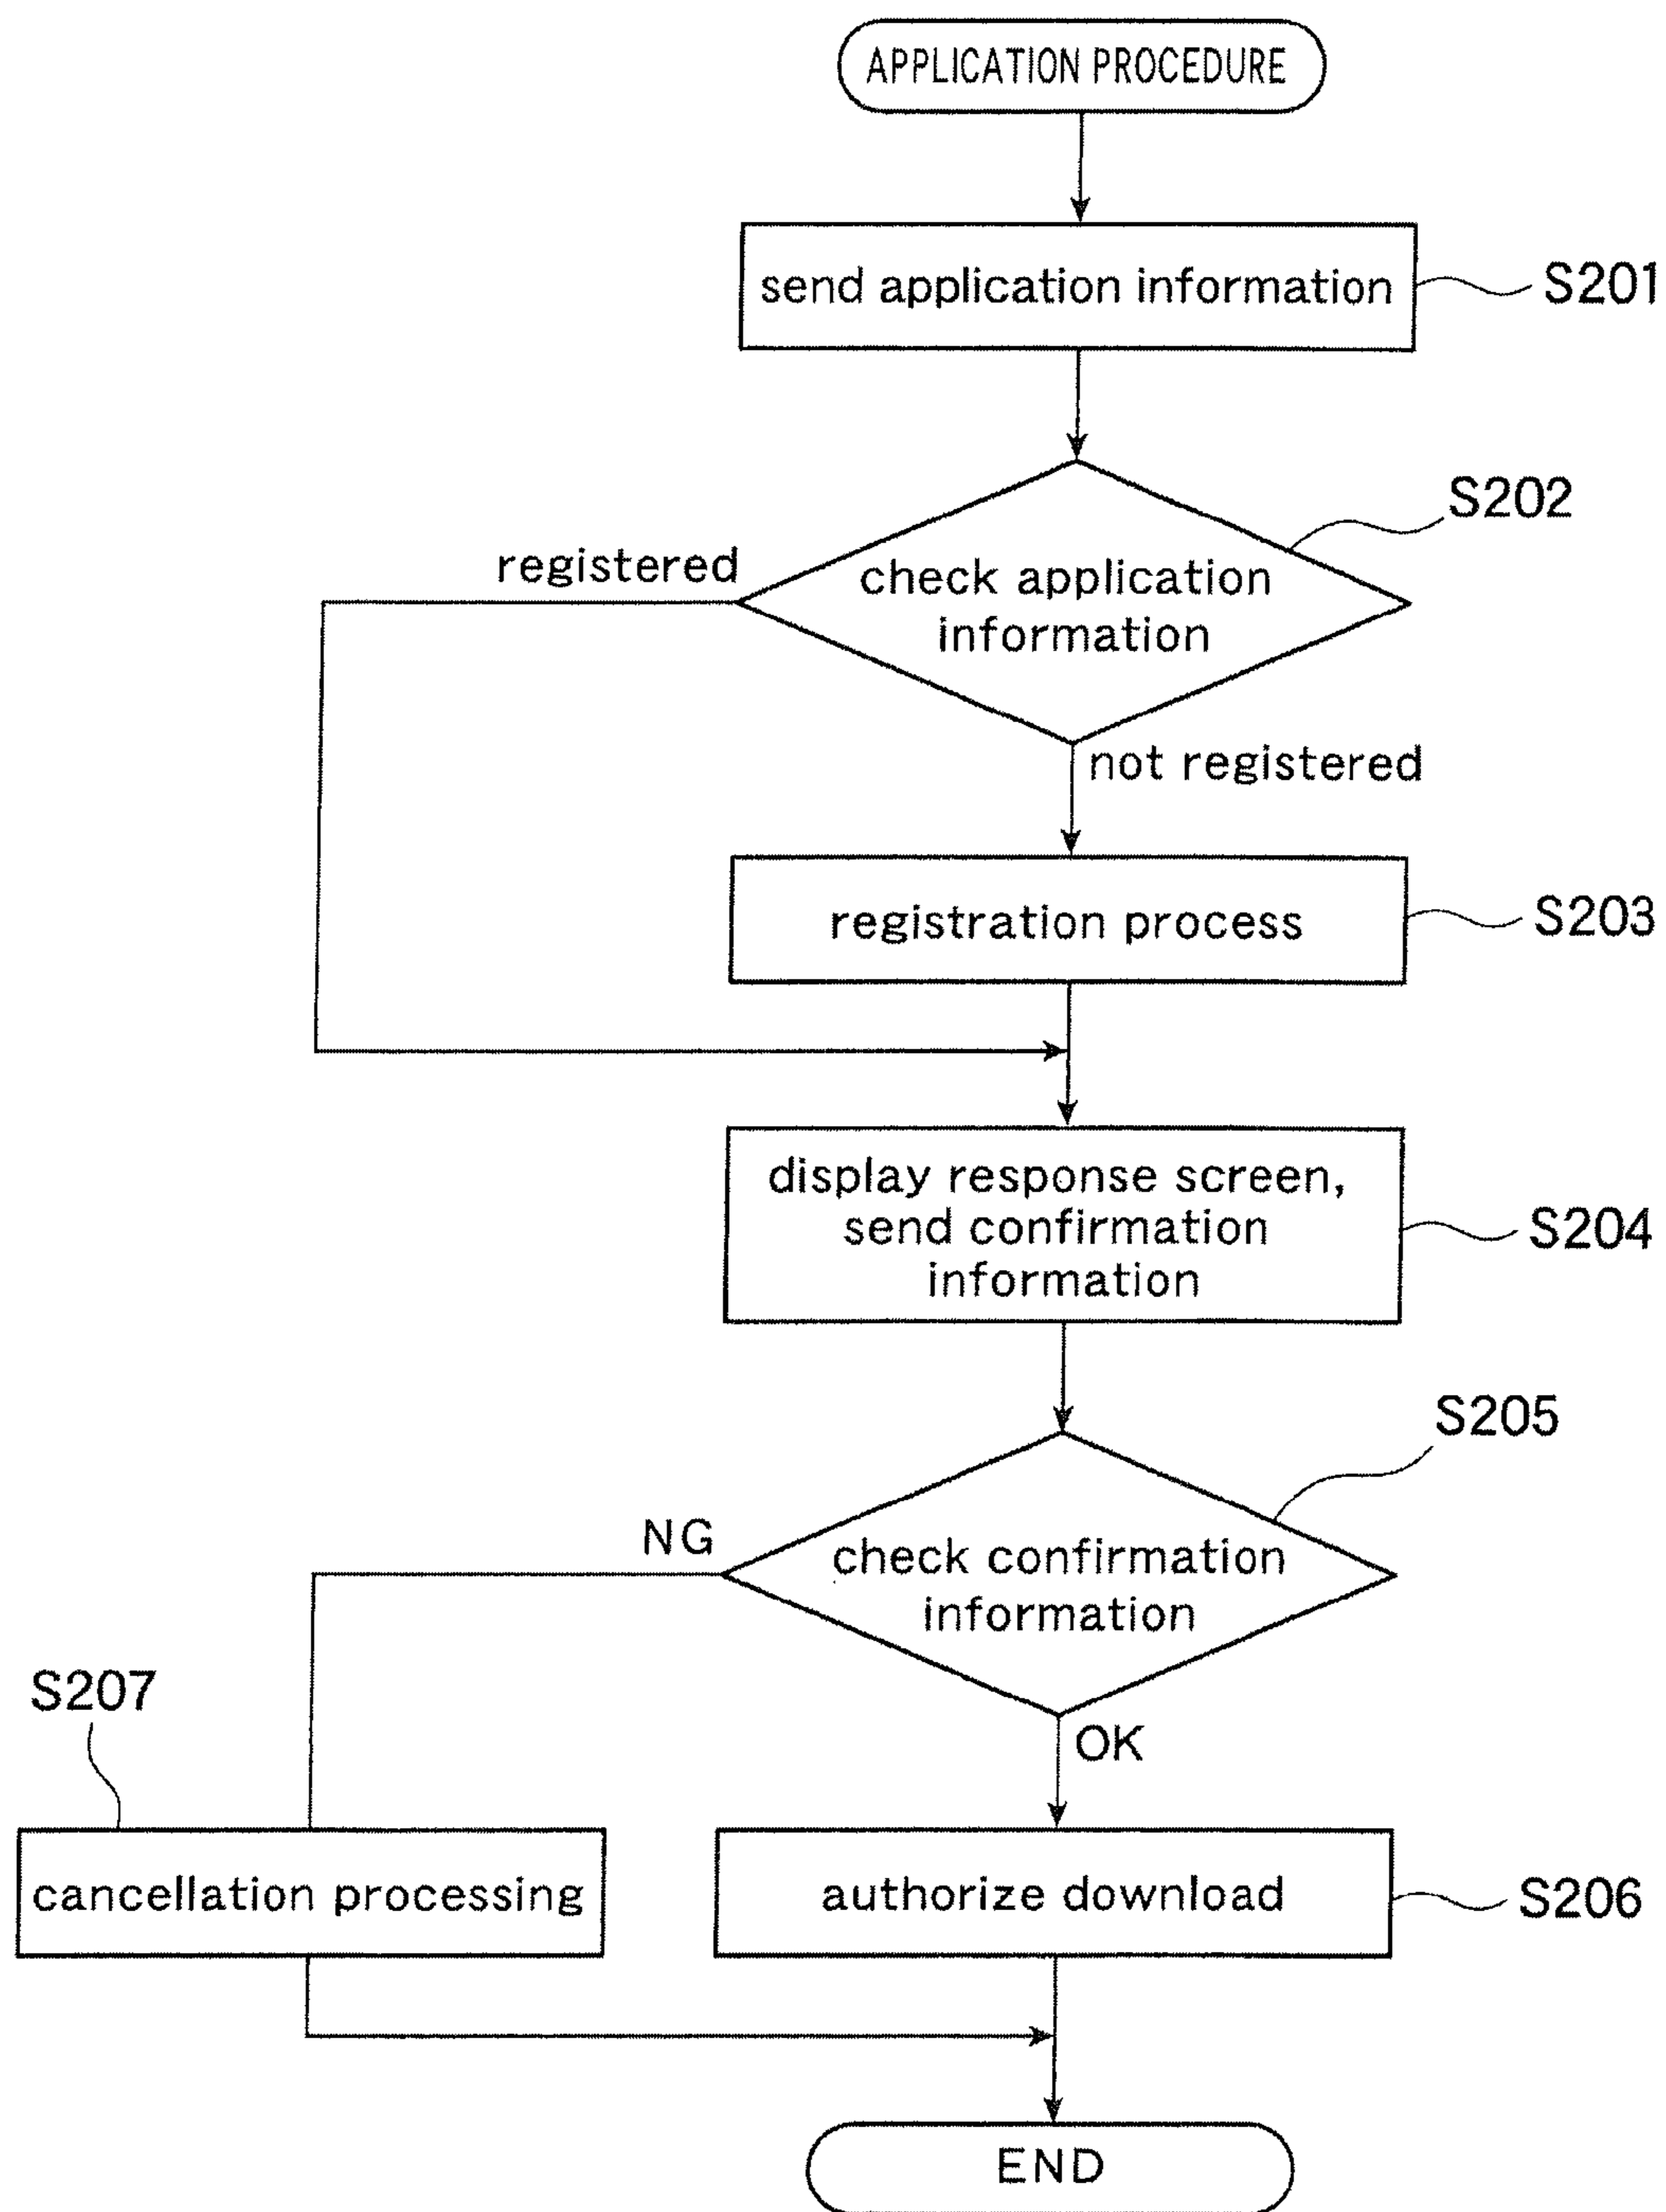 APPLICATION PROCEDURE
send application information
S201
S202
registered
check application
information
not registered
registration process
S203
display response screen,
send confirmation
information
S204
S205
NG
check confirmation
information
S207
OK
cancellation processing
authorize download
S206
END